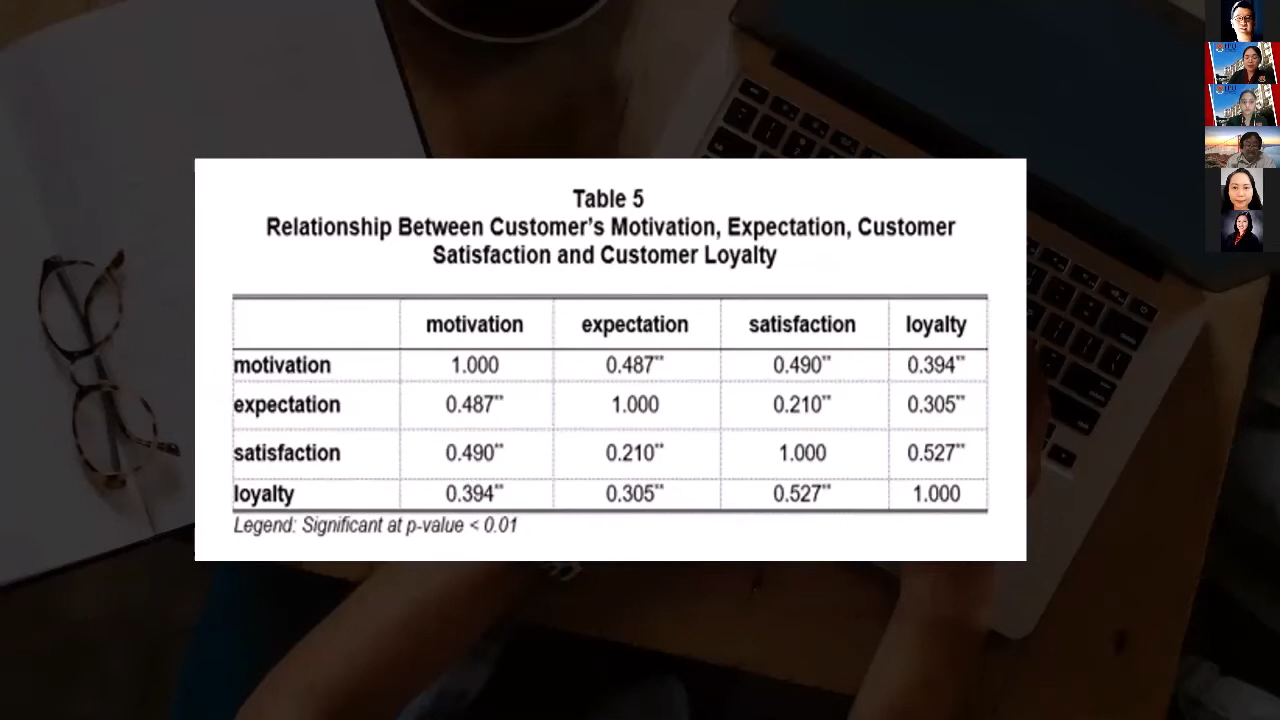 Table 5
Relationship Between Customer's Motivation, Expectation, Customer
Satisfaction and Customer Loyalty
motivation expectation satisfaction loyalty
motivation 1.000 0.487** 0.490** 0.394**
expectation 0.487** 1.000 0.210** 0.305**
satisfaction 0.490** 0.210** 1.000 0.527**
loyalty 0.394** 0.305** 0.527** 1.000
Legend: Significant at p-value < 0.01